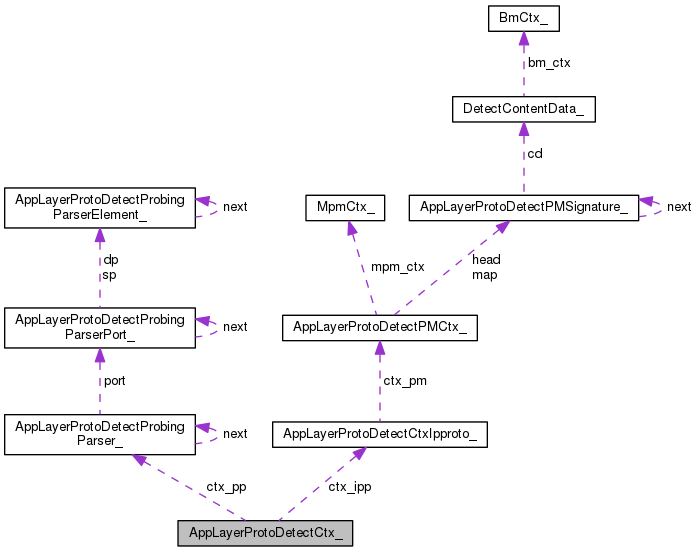 BmCtx_
bm_ctx
DetectContentData_
cd
AppLayerProtoDetectProbing
ParserElement_
next
MpmCtx_
AppLayerProtoDetectPMSignature_
next
dp
sp
mpm_ctx
head
map
AppLayerProtoDetectProbing
ParserPort_
next
AppLayerProtoDetectPMCtx_
port
ctx_pm
AppLayerProtoDetectProbing
Parser_
next
AppLayerProtoDetectCtxIpproto_
ctx_pp
ctx_ipp
AppLayerProtoDetectCtx_